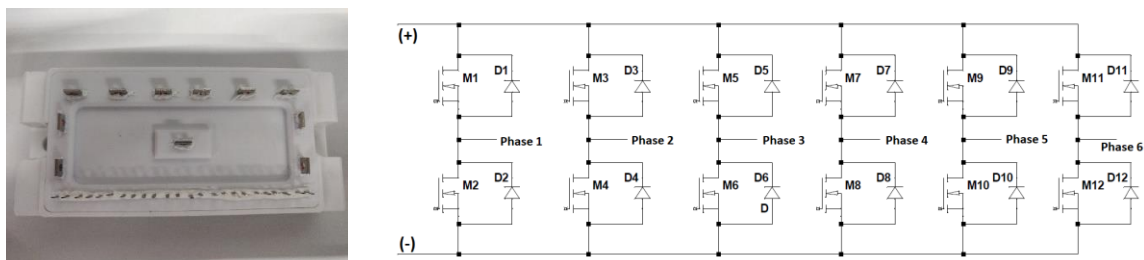 (+)
M1 D1 M3 D3 M5 D5 M7 D7 M9 D9 M11 D11
Phase 1 Phase 2 Phase 3 Phase 4 Phase 5 Phase 6
M2 D2 M4 D4 M6 D6 M8 D8 M10 D10 M12 D12
D
(-)